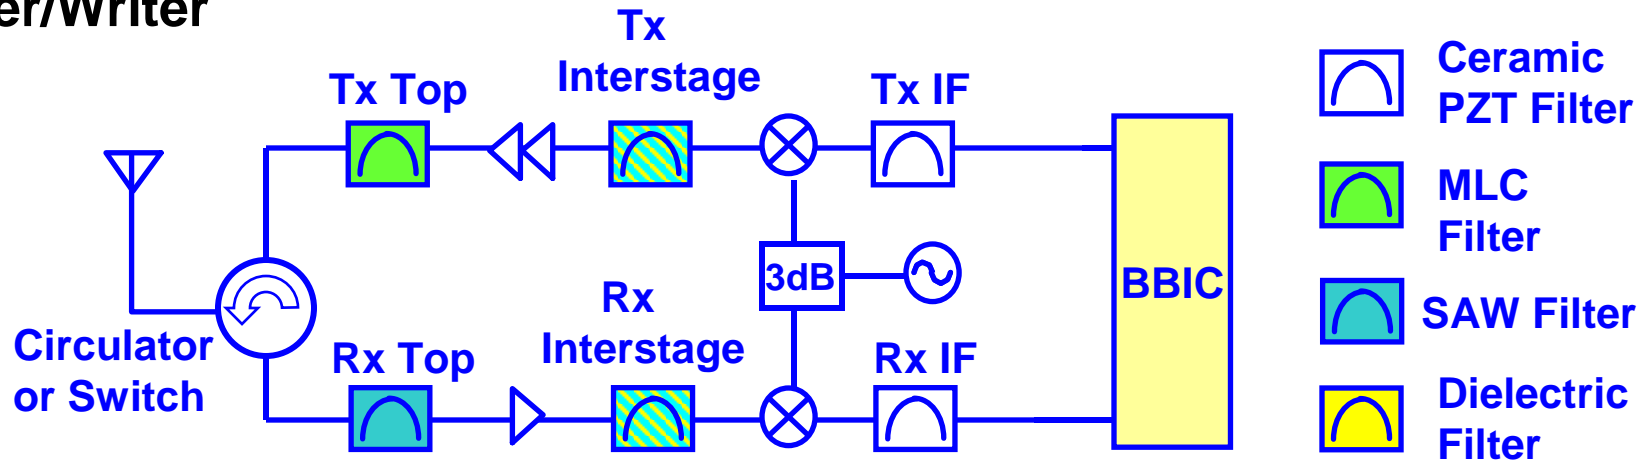 er/Writer
Tx
Interstage
Tx Top
Tx IF
Ceramic
PZT Filter
MLC
Filter
3dB
BBIC
SAW Filter
Rx
Interstage
Circulator
or Switch
Rx Top
Rx IF
Dielectric
Filter